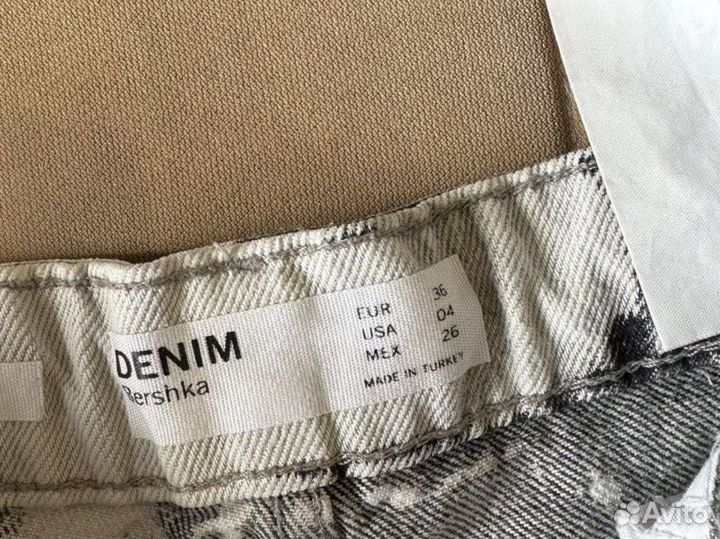 DENIM
Bershka
EUR 36
USA 04
MEX 26
MADE IN TURKEY
Avito